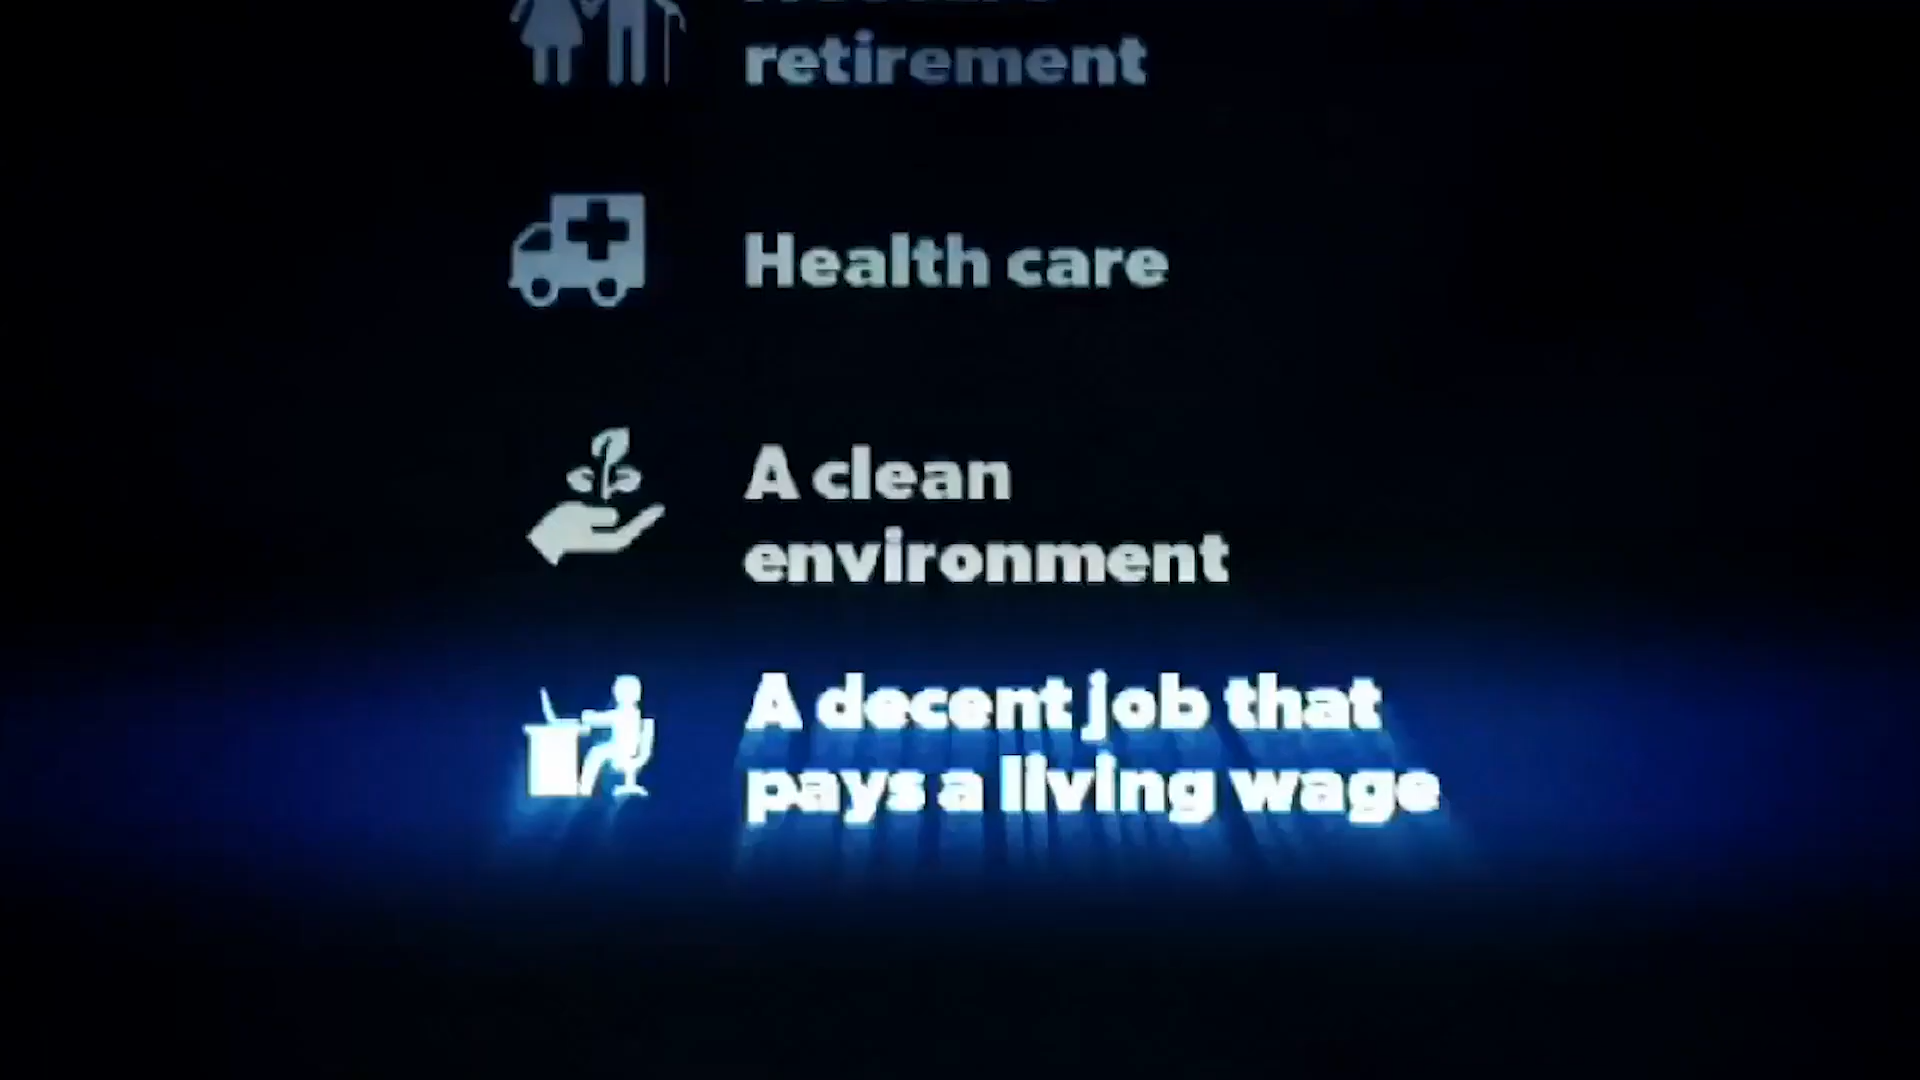 retirement
Health care
A clean
environment
A decent job that
pays a living wage